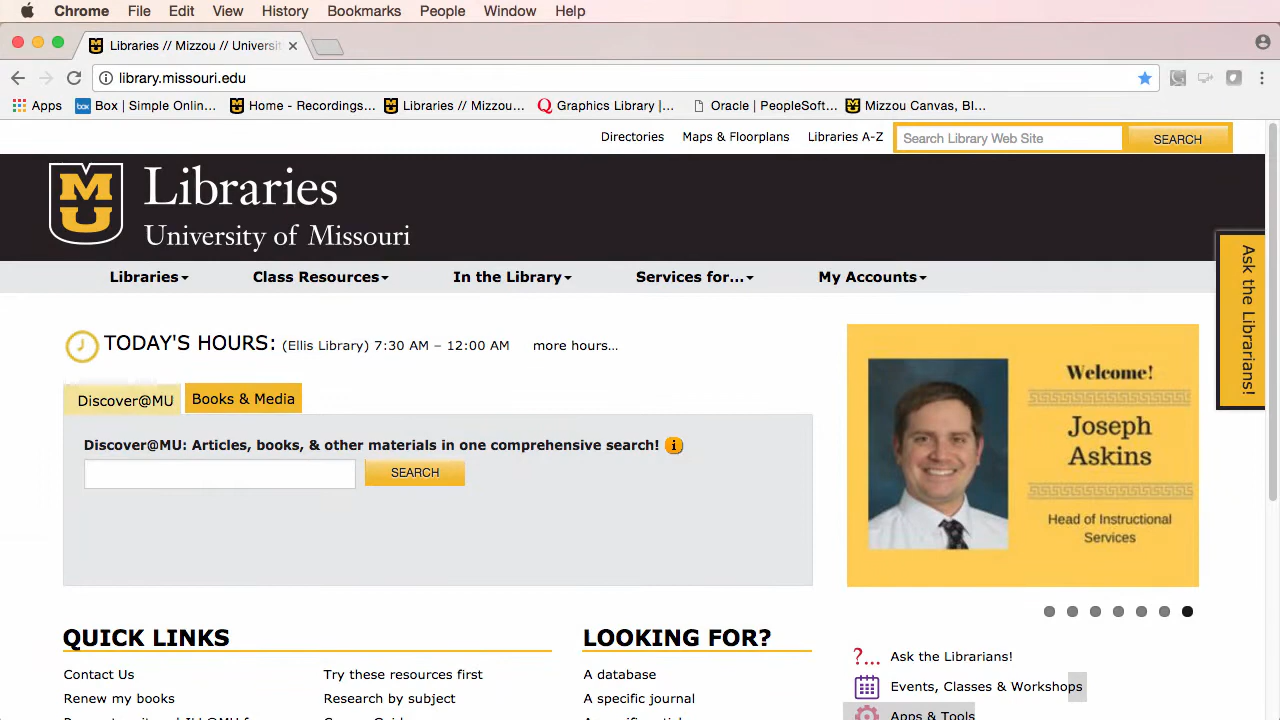 Chrome File Edit View History Bookmarks People Window Help
Libraries // Mizzou // Universit
library.missouri.edu
Apps Box | Simple Onlin... Home - Recordings... Libraries // Mizzou... Graphics Library |... Oracle | PeopleSoft... Mizzou Canvas, Bl...
Directories Maps & Floorplans Libraries A-Z Search Library Web Site SEARCH
MU
Libraries
University of Missouri
Libraries Class Resources In the Library Services for... My Accounts
Ask the Librarians!
TODAY'S HOURS: (Ellis Library) 7:30 AM – 12:00 AM more hours...
Discover@MU Books & Media
Discover@MU: Articles, books, & other materials in one comprehensive search! i
SEARCH
Welcome!
Joseph
Askins
Head of Instructional
Services
QUICK LINKS
Contact Us
Renew my books
Try these resources first
Research by subject
LOOKING FOR?
A database
A specific journal
?... Ask the Librarians!
Events, Classes & Workshops
Apps & Tools